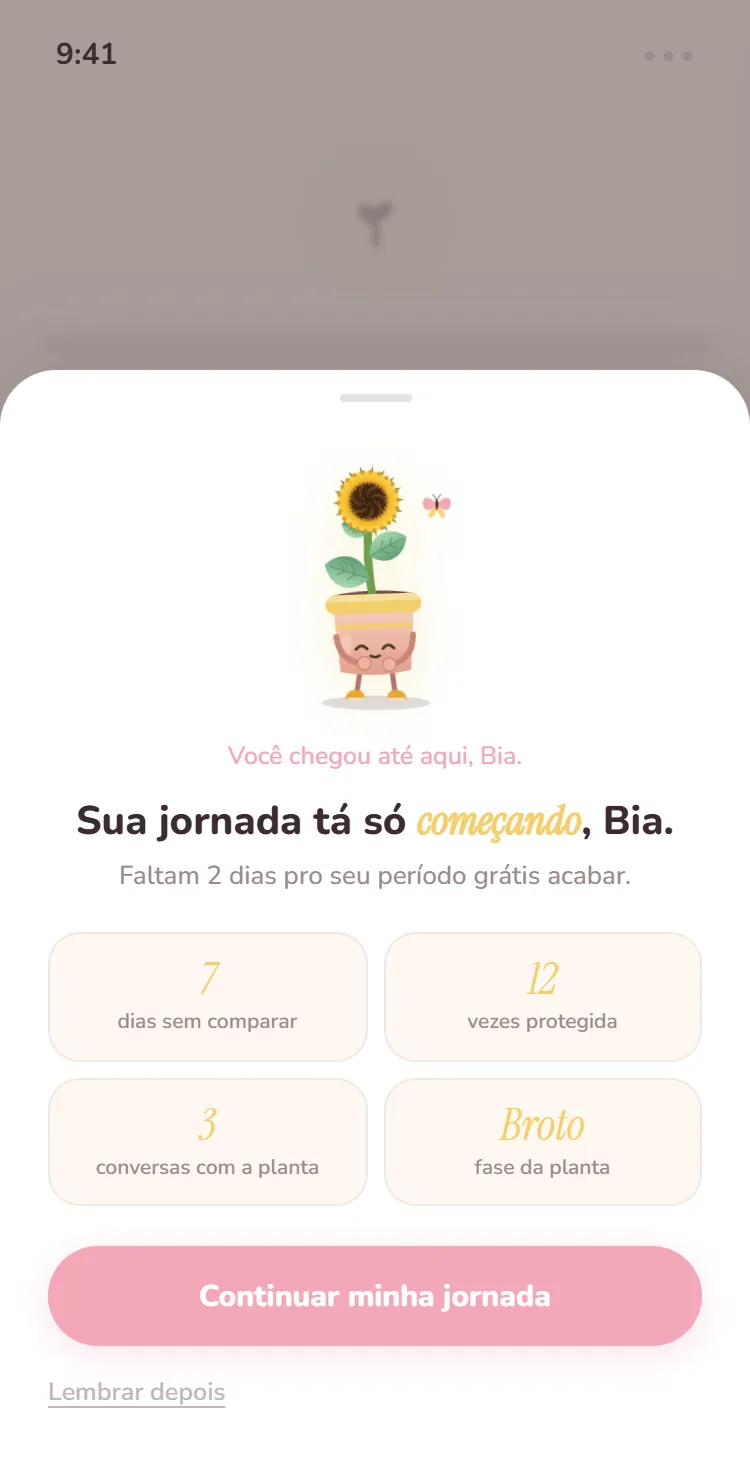 9:41
Você chegou até aqui, Bia.
Sua jornada tá só começando, Bia.
Faltam 2 dias pro seu período grátis acabar.
7
dias sem comparar
12
vezes protegida
3
conversas com a planta
Broto
fase da planta
Continuar minha jornada
Lembrar depois